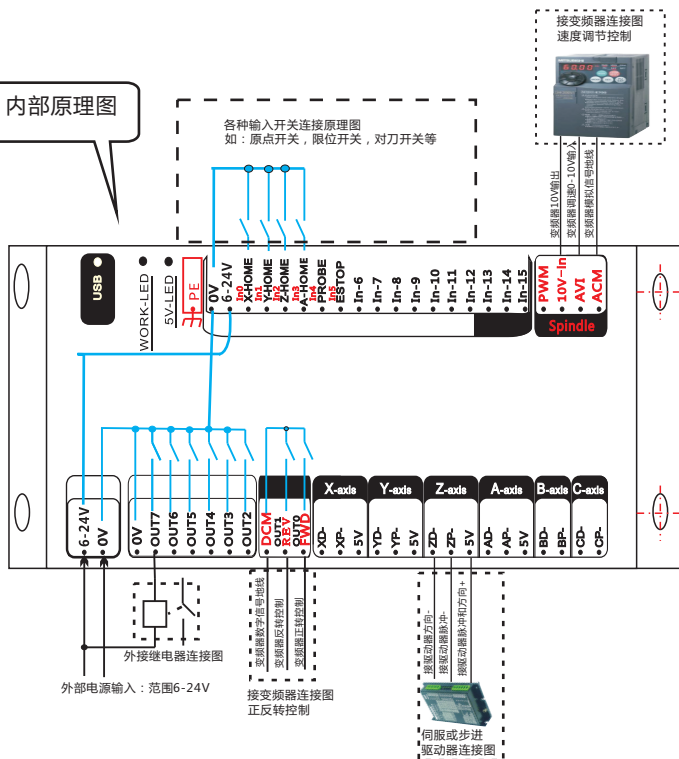 接变频器连接图
速度调节控制
内部原理图
各种输入开关连接原理图
如：原点开关，限位开关，对刀开关等
变频器10V输出
变频器调速0-10V输入
变频器模拟信号地线
USB
WORK-LED
5V-LED
PE
0V
6-24V
In0
X-HOME
In1
Y-HOME
In2
Z-HOME
In3
A-HOME
In4
PROBE
In5
ESTOP
In-6
In-7
In-8
In-9
In-10
In-11
In-12
In-13
In-14
In-15
PWM
10V-In
AVI
ACM
Spindle
6-24V
0V
0V
OUT7
OUT6
OUT5
OUT4
OUT3
OUT2
DCM
OUT1
REV
OUT0
FWD
X-axis
Y-axis
Z-axis
A-axis
B-axis
C-axis
XD-
XP-
5V
YD-
YP-
5V
ZD-
ZP-
5V
AD-
AP-
5V
BD-
BP-
CD-
CP-
外接继电器连接图
外部电源输入：范围6-24V
变频器数字信号地线
变频器反转控制
变频器正转控制
接变频器连接图
正反转控制
接驱动器方向-
接驱动器脉冲-
接驱动器脉冲和方向+
伺服或步进
驱动器连接图